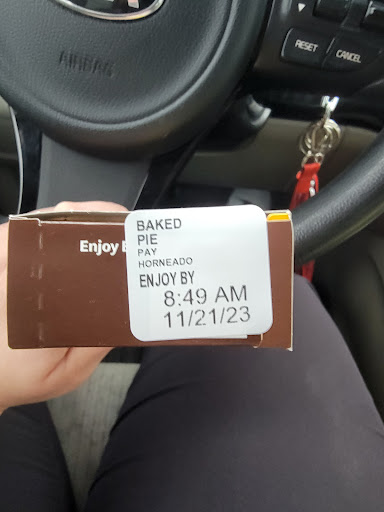 AIRBAG
RESET
CANCEL
Enjoy
BAKED
PIE
PAY
HORNEADO
ENJOY BY
8:49 AM
11/21/23